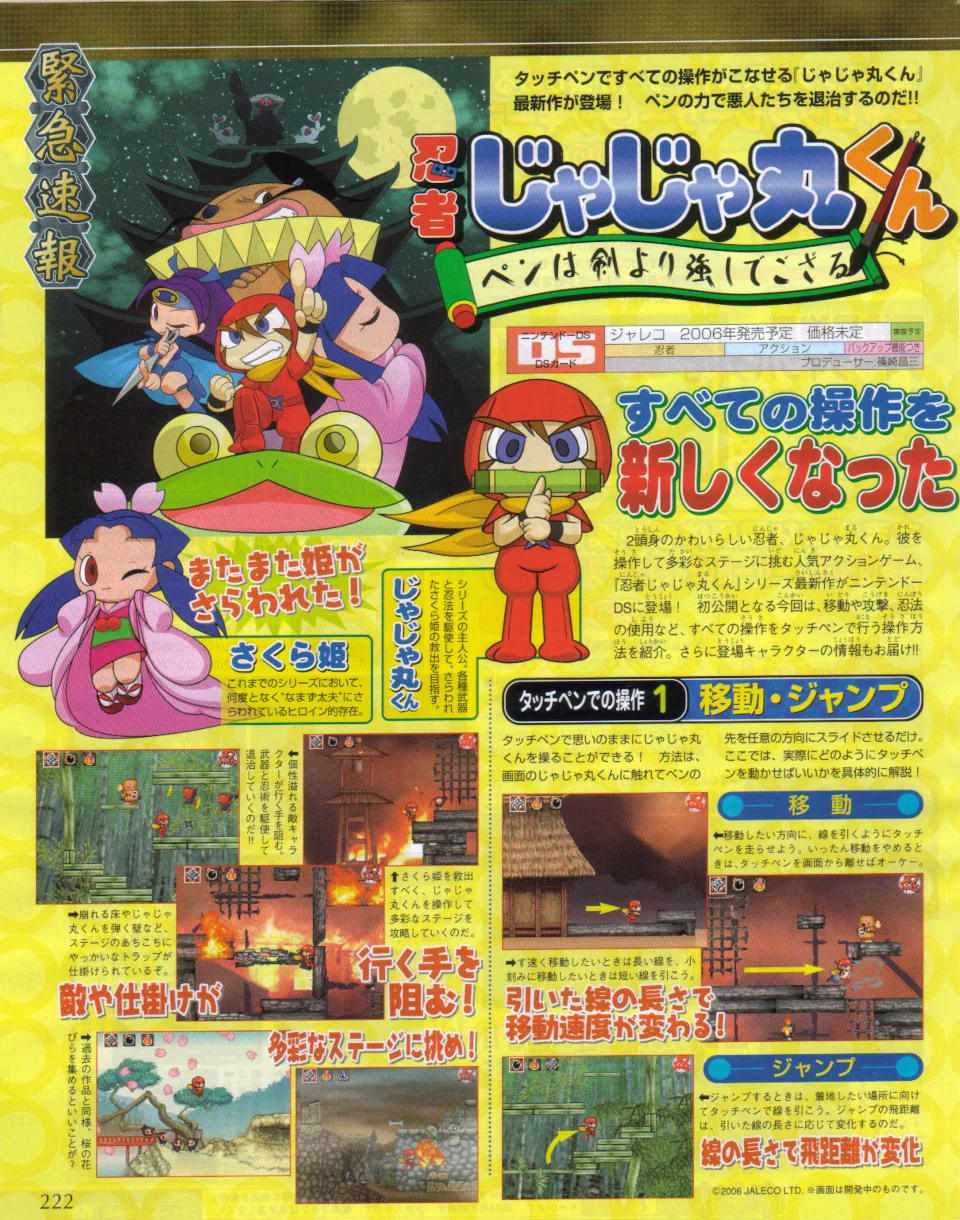 緊急速報
タッチペンですべての操作がこなせる『じゃじゃ丸くん』
最新作が登場！　ペンの力で悪人たちを退治するのだ!!
忍者
じゃじゃ丸くん
ペンは剣より強しでござる
ニンテンドーDS
DS
DSカード
ジャレコ　2006年発売予定　価格未定
審査予定
忍者
アクション
バックアップ機能つき
プロデューサー：篠崎昌三
すべての操作を
新しくなった
2頭身のかわいらしい忍者、じゃじゃ丸くん。彼を
操作して多彩なステージに挑む人気アクションゲーム、
『忍者じゃじゃ丸くん』シリーズ最新作がニンテンドー
DSに登場！　初公開となる今回は、移動や攻撃、忍法
の使用など、すべての操作をタッチペンで行う操作方
法を紹介。さらに登場キャラクターの情報もお届け!!
またまた姫が
さらわれた！
さくら姫
これまでのシリーズにおいて、
何度となく“なまず太夫”にさ
らわれているヒロイン的存在。
じゃじゃ丸くん
シリーズの主人公。各種武器
と忍法を駆使して、さらわれ
たさくら姫の救出を目指す。
タッチペンでの操作 1
移動・ジャンプ
タッチペンで思いのままにじゃじゃ丸
くんを操ることができる！　方法は、
画面のじゃじゃ丸くんに触れてペンの
先を任意の方向にスライドさせるだけ。
ここでは、実際にどのようにタッチペ
ンを動かせばいいかを具体的に解説！
移　動
←移動したい方向に、線を引くようにタッチ
ペンを走らせよう。いったん移動をやめると
きは、タッチペンを画面から離せばオーケー。
→す速く移動したいときは長い線を、小
刻みに移動したいときは短い線を引こう。
引いた線の長さで
移動速度が変わる！
ジャンプ
←ジャンプするときは、着地したい場所に向け
てタッチペンで線を引こう。ジャンプの飛距離
は、引いた線の長さに応じて変化するのだ。
線の長さで飛距離が変化
←個性溢れる敵キャラ
クターが行く手を阻む。
武器と忍術を駆使して
退治していくのだ!!
↑さくら姫を救出
すべく、じゃじゃ
丸くんを操作して
多彩なステージを
攻略していくのだ。
→崩れる床やじゃじゃ
丸くんを弾く壁など、
ステージのあちこちに
やっかいなトラップが
仕掛けられているぞ。
敵や仕掛けが
行く手を
阻む！
多彩なステージに挑め！
→過去の作品と同様、桜の花
びらを集めるといいことが？
222
©2006 JALECO LTD. ※画面は開発中のものです。